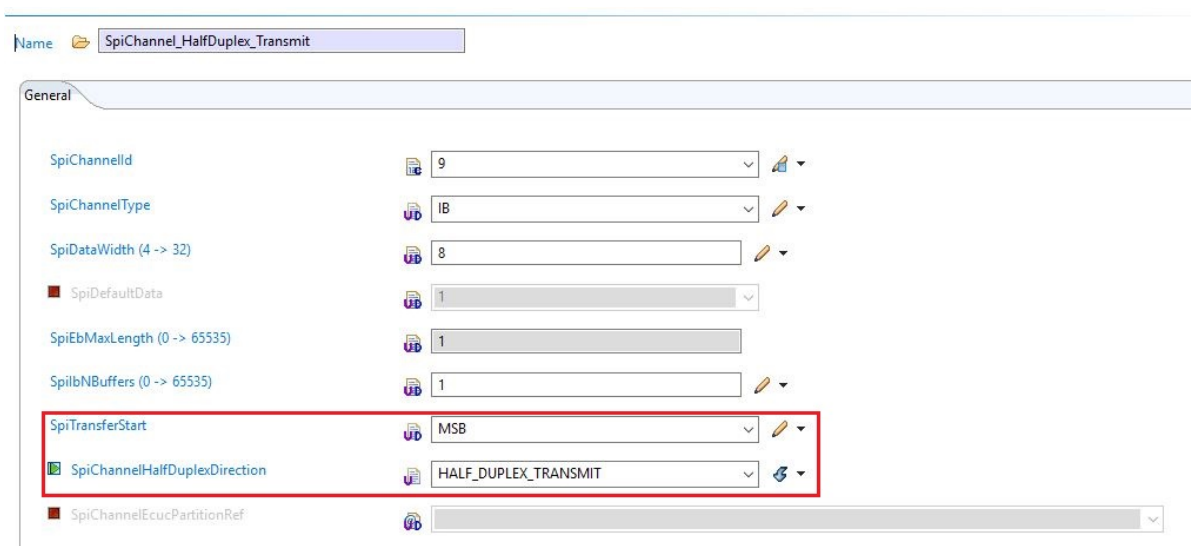 Name SpiChannel_HalfDuplex_Transmit
General
SpiChannelId 9
SpiChannelType IB
SpiDataWidth (4 -> 32) 8
SpiDefaultData 1
SpiEbMaxLength (0 -> 65535) 1
SpiIbNBuffers (0 -> 65535) 1
SpiTransferStart MSB
SpiChannelHalfDuplexDirection HALF_DUPLEX_TRANSMIT
SpiChannelEcucPartitionRef